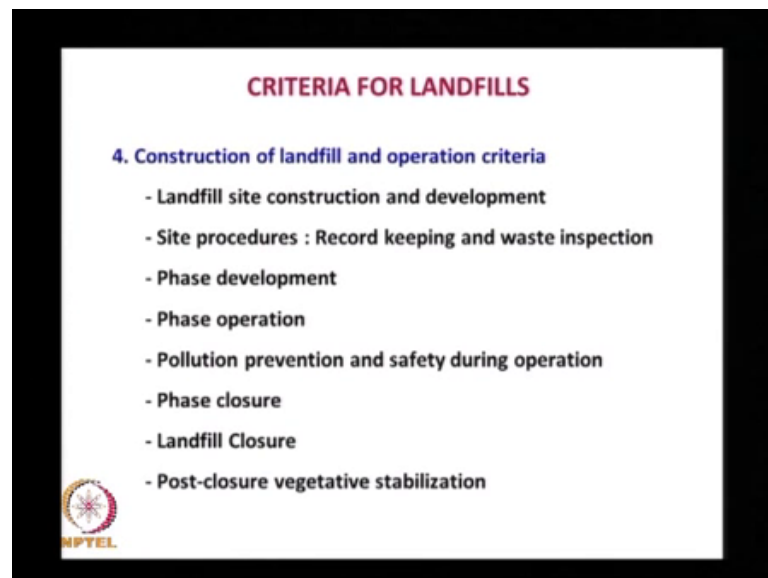 CRITERIA FOR LANDFILLS
4. Construction of landfill and operation criteria
- Landfill site construction and development
- Site procedures : Record keeping and waste inspection
- Phase development
- Phase operation
- Pollution prevention and safety during operation
- Phase closure
- Landfill Closure
- Post-closure vegetative stabilization
NPTEL